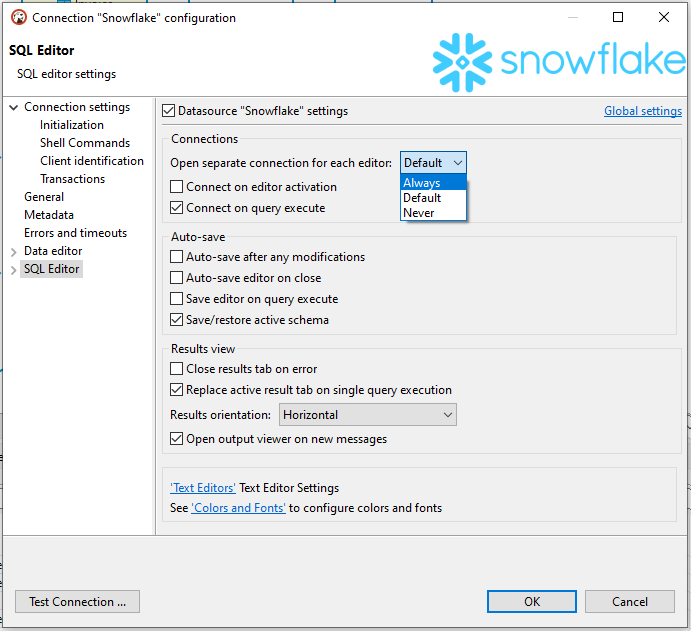 Connection "Snowflake" configuration
SQL Editor
SQL editor settings
snowflake
Connection settings
Initialization
Shell Commands
Client identification
Transactions
General
Metadata
Errors and timeouts
Data editor
SQL Editor
Datasource "Snowflake" settings
Global settings
Connections
Open separate connection for each editor: Default
Always
Default
Never
Connect on editor activation
Connect on query execute
Auto-save
Auto-save after any modifications
Auto-save editor on close
Save editor on query execute
Save/restore active schema
Results view
Close results tab on error
Replace active result tab on single query execution
Results orientation: Horizontal
Open output viewer on new messages
'Text Editors' Text Editor Settings
See 'Colors and Fonts' to configure colors and fonts
Test Connection ...
OK
Cancel